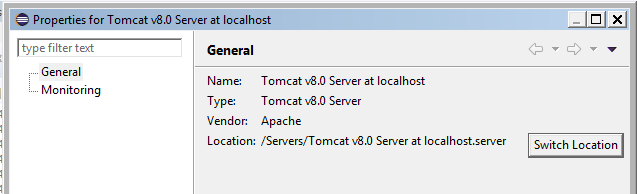 Properties for Tomcat v8.0 Server at localhost
type filter text
General
Monitoring
General
Name: Tomcat v8.0 Server at localhost
Type: Tomcat v8.0 Server
Vendor: Apache
Location: /Servers/Tomcat v8.0 Server at localhost.server
Switch Location